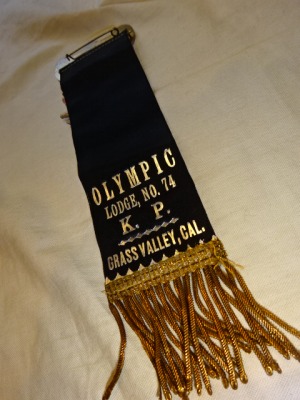 OLYMPIC
LODGE, NO. 74
K. P.
GRASS VALLEY, CAL.